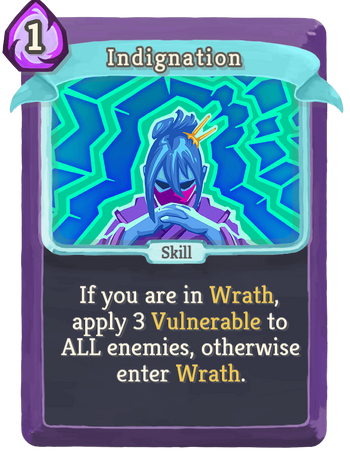 1
Indignation
Skill
If you are in Wrath,
apply 3 Vulnerable to
ALL enemies, otherwise
enter Wrath.